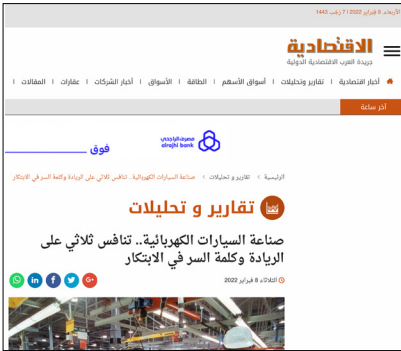 الأربعاء, 9 فبراير 2022 | 7 رَجَب 1443
الاقتصادية
جريدة العرب الاقتصادية الدولية
أخبار اقتصادية | تقارير وتحليلات | أسواق الأسهم | الطاقة | الأسواق | أخبار الشركات | عقارات | المقالات |
آخر ساعة
مصرف الراجحي
alrajhi bank
فوق
الرئيسية > تقارير و تحليلات > صناعة السيارات الكهربائية.. تنافس ثلاثي على الريادة وكلمة السر في الابتكار
تقارير و تحليلات
صناعة السيارات الكهربائية.. تنافس ثلاثي على
الريادة وكلمة السر في الابتكار
الثلاثاء 8 فبراير 2022